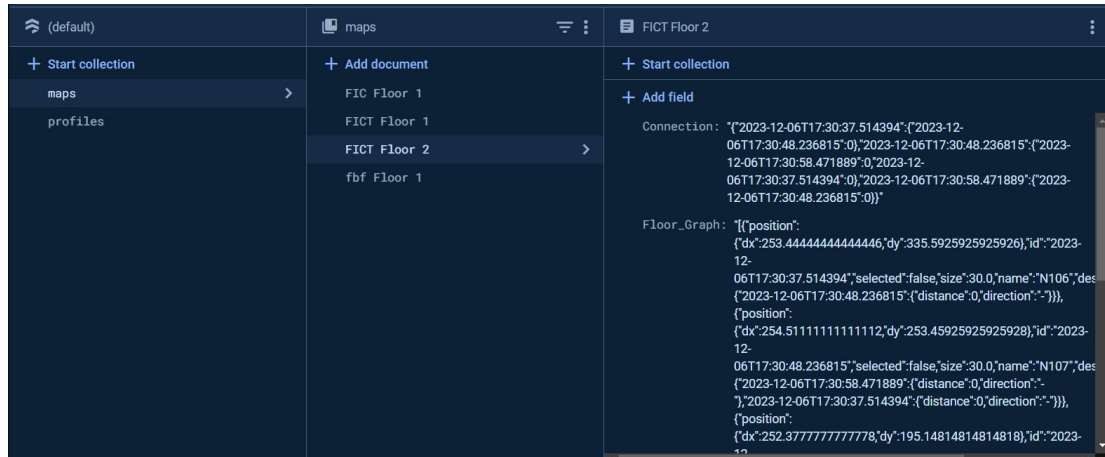 (default)
maps
FICT Floor 2
+ Start collection
+ Add document
+ Start collection
maps
profiles
FIC Floor 1
FICT Floor 1
FICT Floor 2
fbf Floor 1
+ Add field
Connection: "{"2023-12-06T17:30:37.514394":{"2023-12-
06T17:30:48.236815":0},"2023-12-06T17:30:48.236815":{"2023-
12-06T17:30:58.471889":0,"2023-12-
06T17:30:37.514394":0},"2023-12-06T17:30:58.471889":{"2023-
12-06T17:30:48.236815":0}}"
Floor_Graph: "[{"position":
{"dx":253.44444444444446,"dy":335.5925925925926},"id":"2023-
12-
06T17:30:37.514394","selected":false,"size":30.0,"name":"N106","des
{"2023-12-06T17:30:48.236815":{"distance":0,"direction":"-"}}},
{"position":
{"dx":254.51111111111112,"dy":253.45925925925928},"id":"2023-
12-
06T17:30:48.236815","selected":false,"size":30.0,"name":"N107","des
{"2023-12-06T17:30:58.471889":{"distance":0,"direction":"-
"},"2023-12-06T17:30:37.514394":{"distance":0,"direction":"-"}}},
{"position":
{"dx":252.3777777777778,"dy":195.14814814814818},"id":"2023-